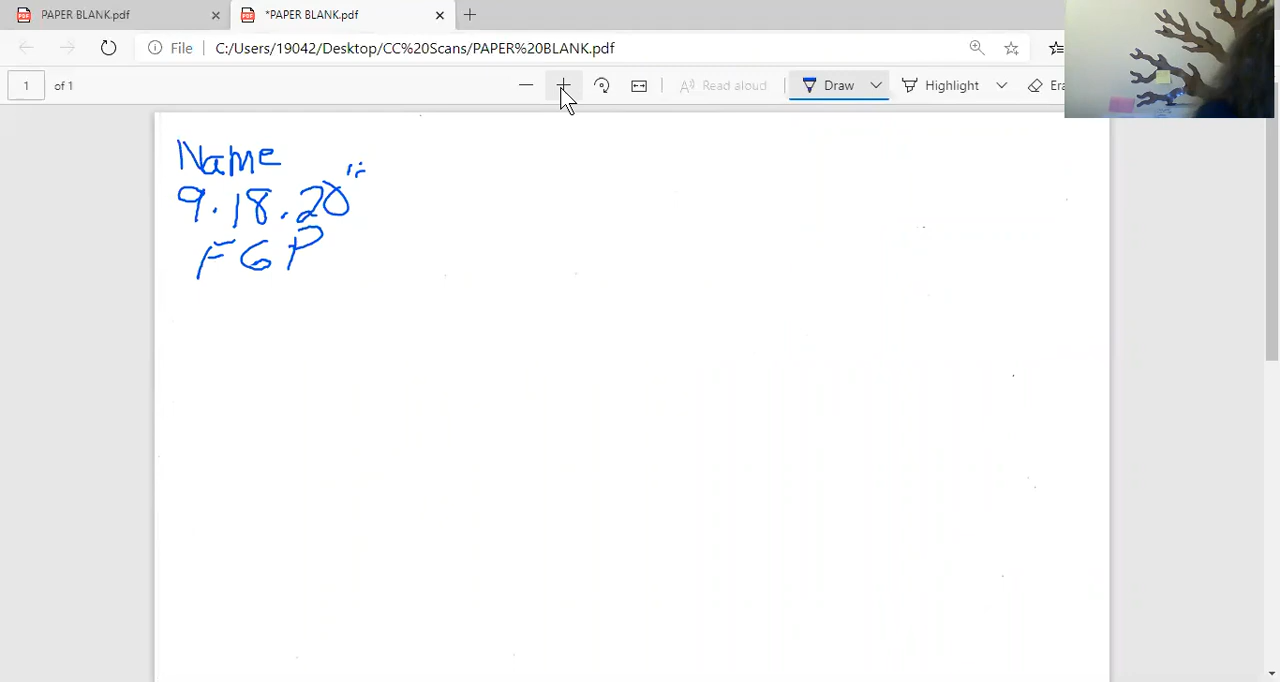 PAPER BLANK.pdf
*PAPER BLANK.pdf
File
C:/Users/19042/Desktop/CC%20Scans/PAPER%20BLANK.pdf
1 of 1
Read aloud
Draw
Highlight
Era
Name
9.18.20
FGP